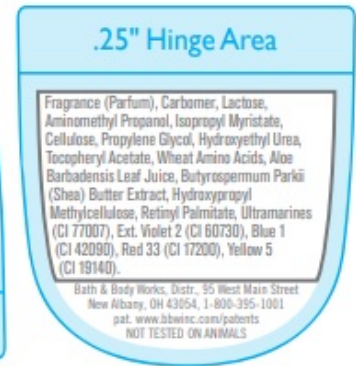 .25" Hinge Area
Fragrance (Parfum), Carbomer, Lactose,
Aminomethyl Propanol, Isopropyl Myristate,
Cellulose, Propylene Glycol, Hydroxyethyl Urea,
Tocopheryl Acetate, Wheat Amino Acids, Aloe
Barbadensis Leaf Juice, Butyrospermum Parkii
(Shea) Butter Extract, Hydroxypropyl
Methylcellulose, Retinyl Palmitate, Ultramarines
(CI 77007), Ext. Violet 2 (CI 60730), Blue 1
(CI 42090), Red 33 (CI 17200), Yellow 5
(CI 19140).
Bath & Body Works, Distr., 95 West Main Street
New Albany, OH 43054, 1-800-395-1001
pat. www.bbwinc.com/patents
NOT TESTED ON ANIMALS